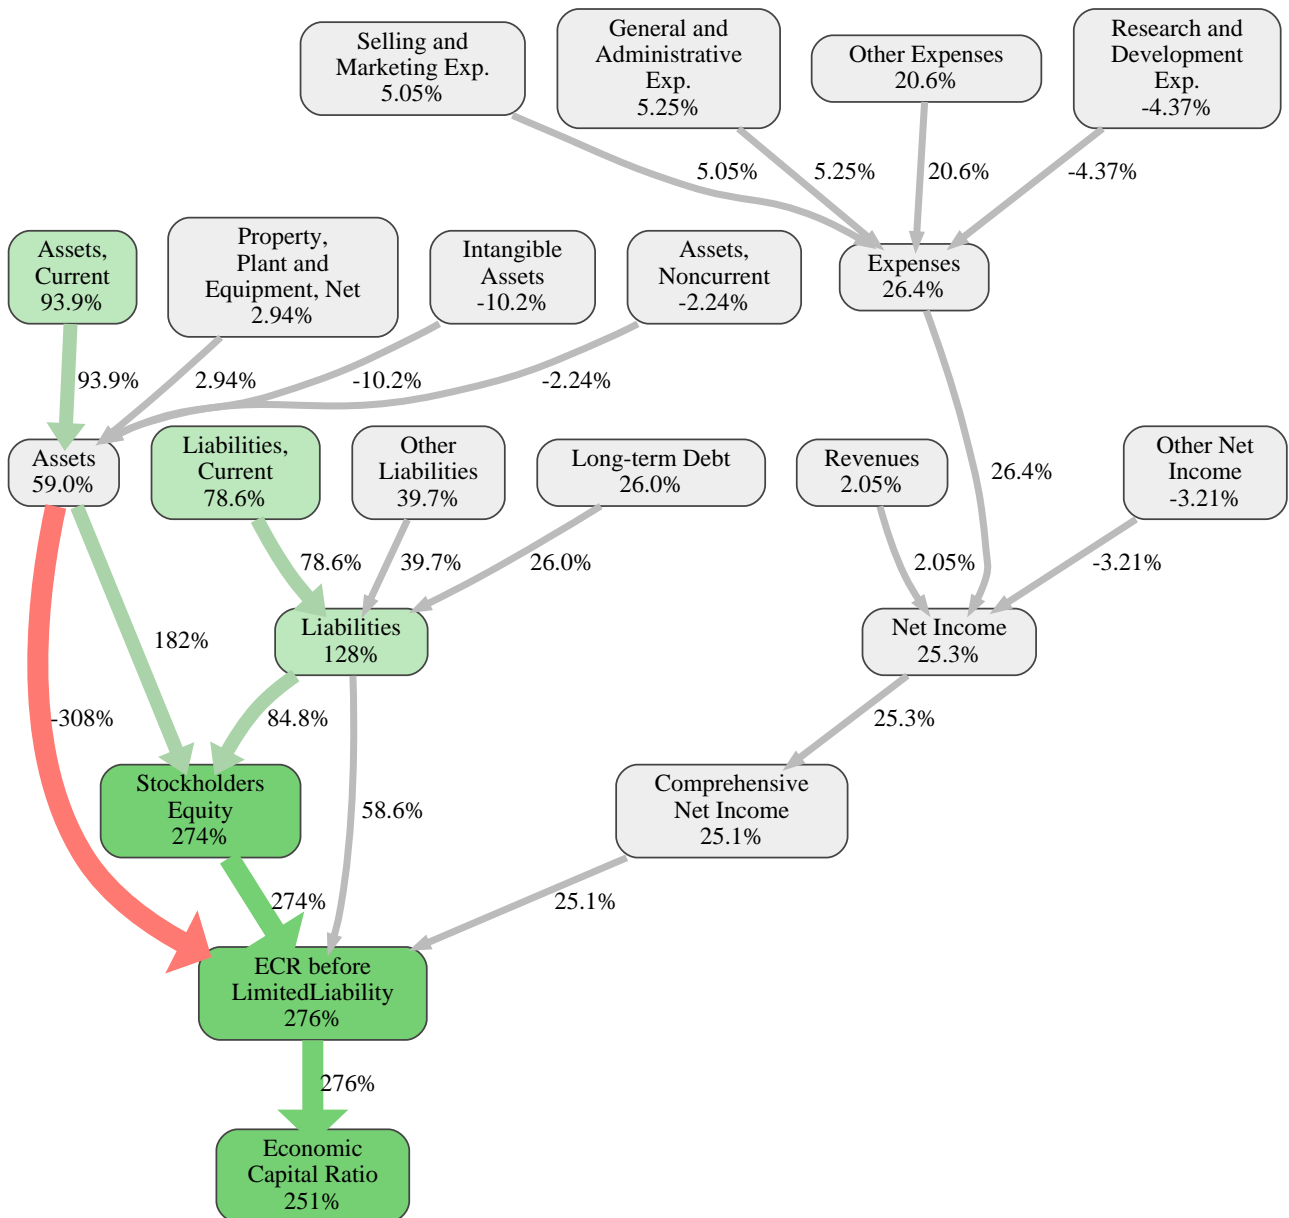 Selling and
Marketing Exp.
5.05%
General and
Administrative
Exp.
5.25%
Other Expenses
20.6%
Research and
Development
Exp.
-4.37%
5.05%
5.25%
20.6%
-4.37%
Assets,
Current
93.9%
Property,
Plant and
Equipment, Net
2.94%
Intangible
Assets
-10.2%
Assets,
Noncurrent
-2.24%
Expenses
26.4%
93.9%
2.94%
-10.2%
-2.24%
Assets
59.0%
Liabilities,
Current
78.6%
Other
Liabilities
39.7%
Long-term Debt
26.0%
Revenues
2.05%
26.4%
Other Net
Income
-3.21%
78.6%
39.7%
26.0%
2.05%
-3.21%
182%
Liabilities
128%
Net Income
25.3%
-308%
84.8%
25.3%
Stockholders
Equity
274%
58.6%
Comprehensive
Net Income
25.1%
274%
25.1%
ECR before
LimitedLiability
276%
276%
Economic
Capital Ratio
251%